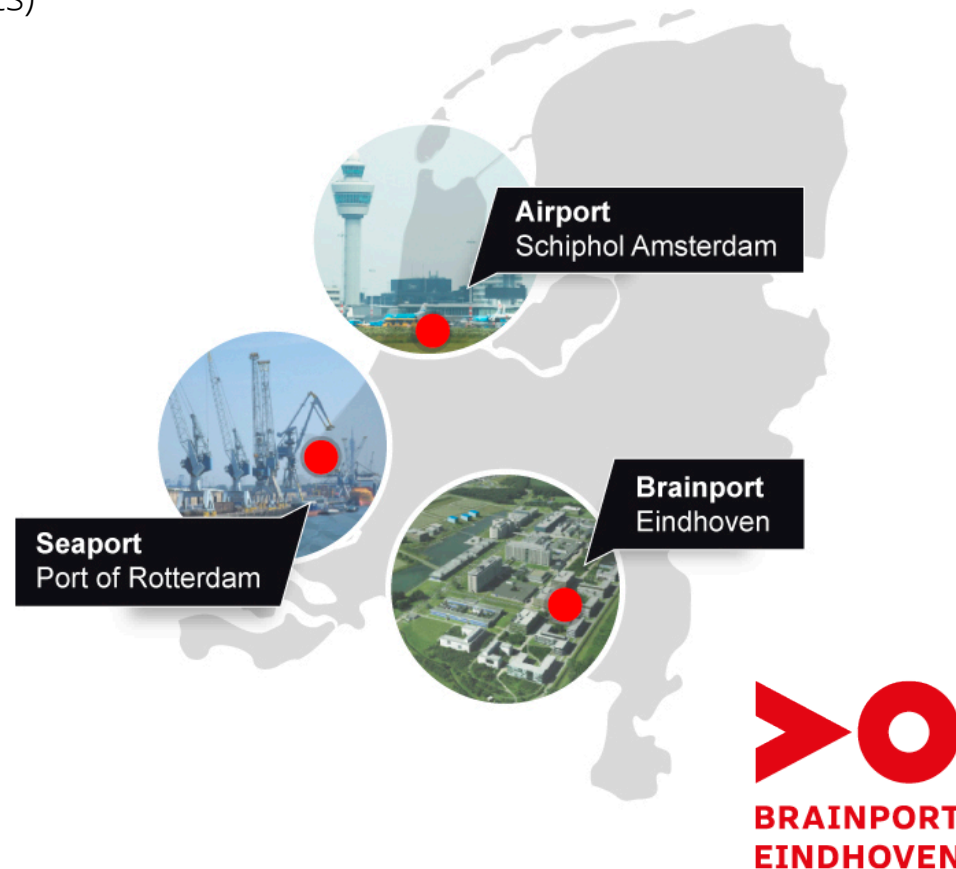 Airport
Schiphol Amsterdam
Brainport
Eindhoven
Seaport
Port of Rotterdam
BRAINPORT
EINDHOVEN